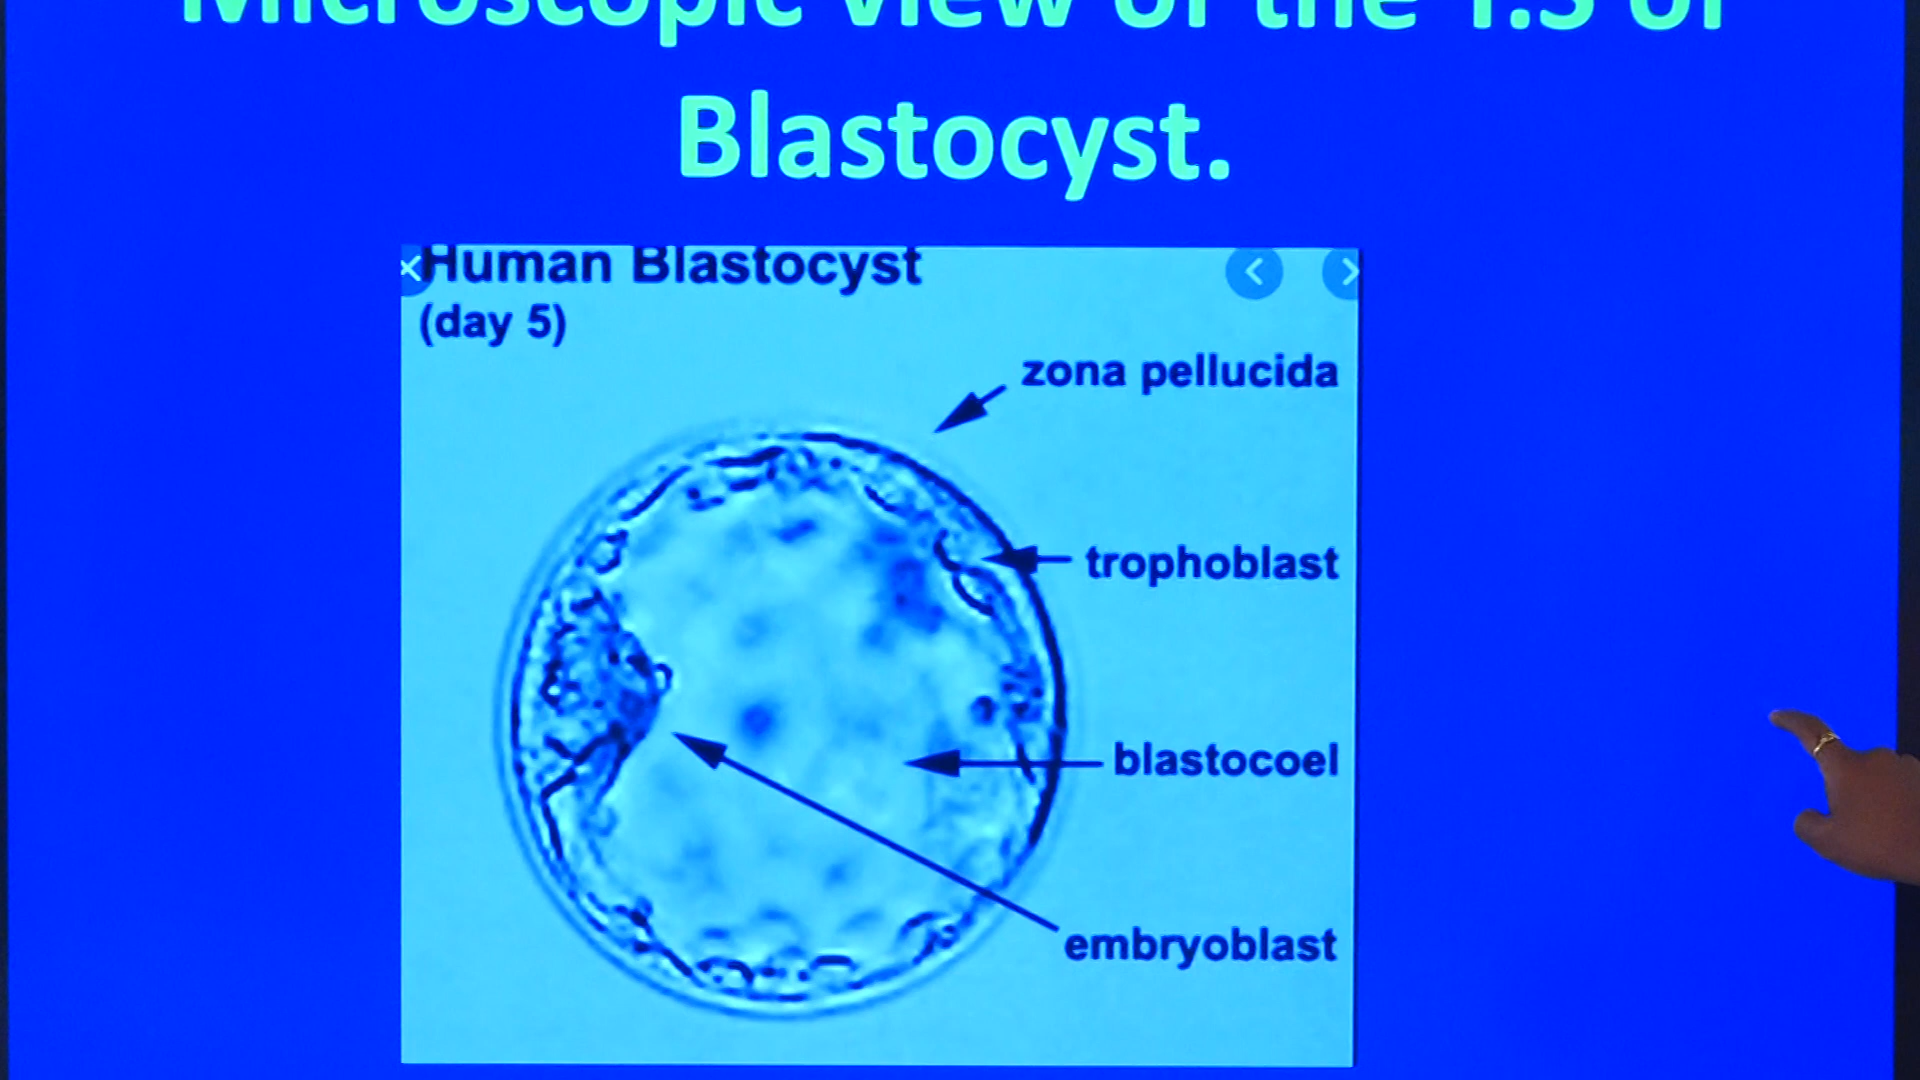 Microscopic view of the T.S of
Blastocyst.
Human Blastocyst
(day 5)
zona pellucida
trophoblast
blastocoel
embryoblast